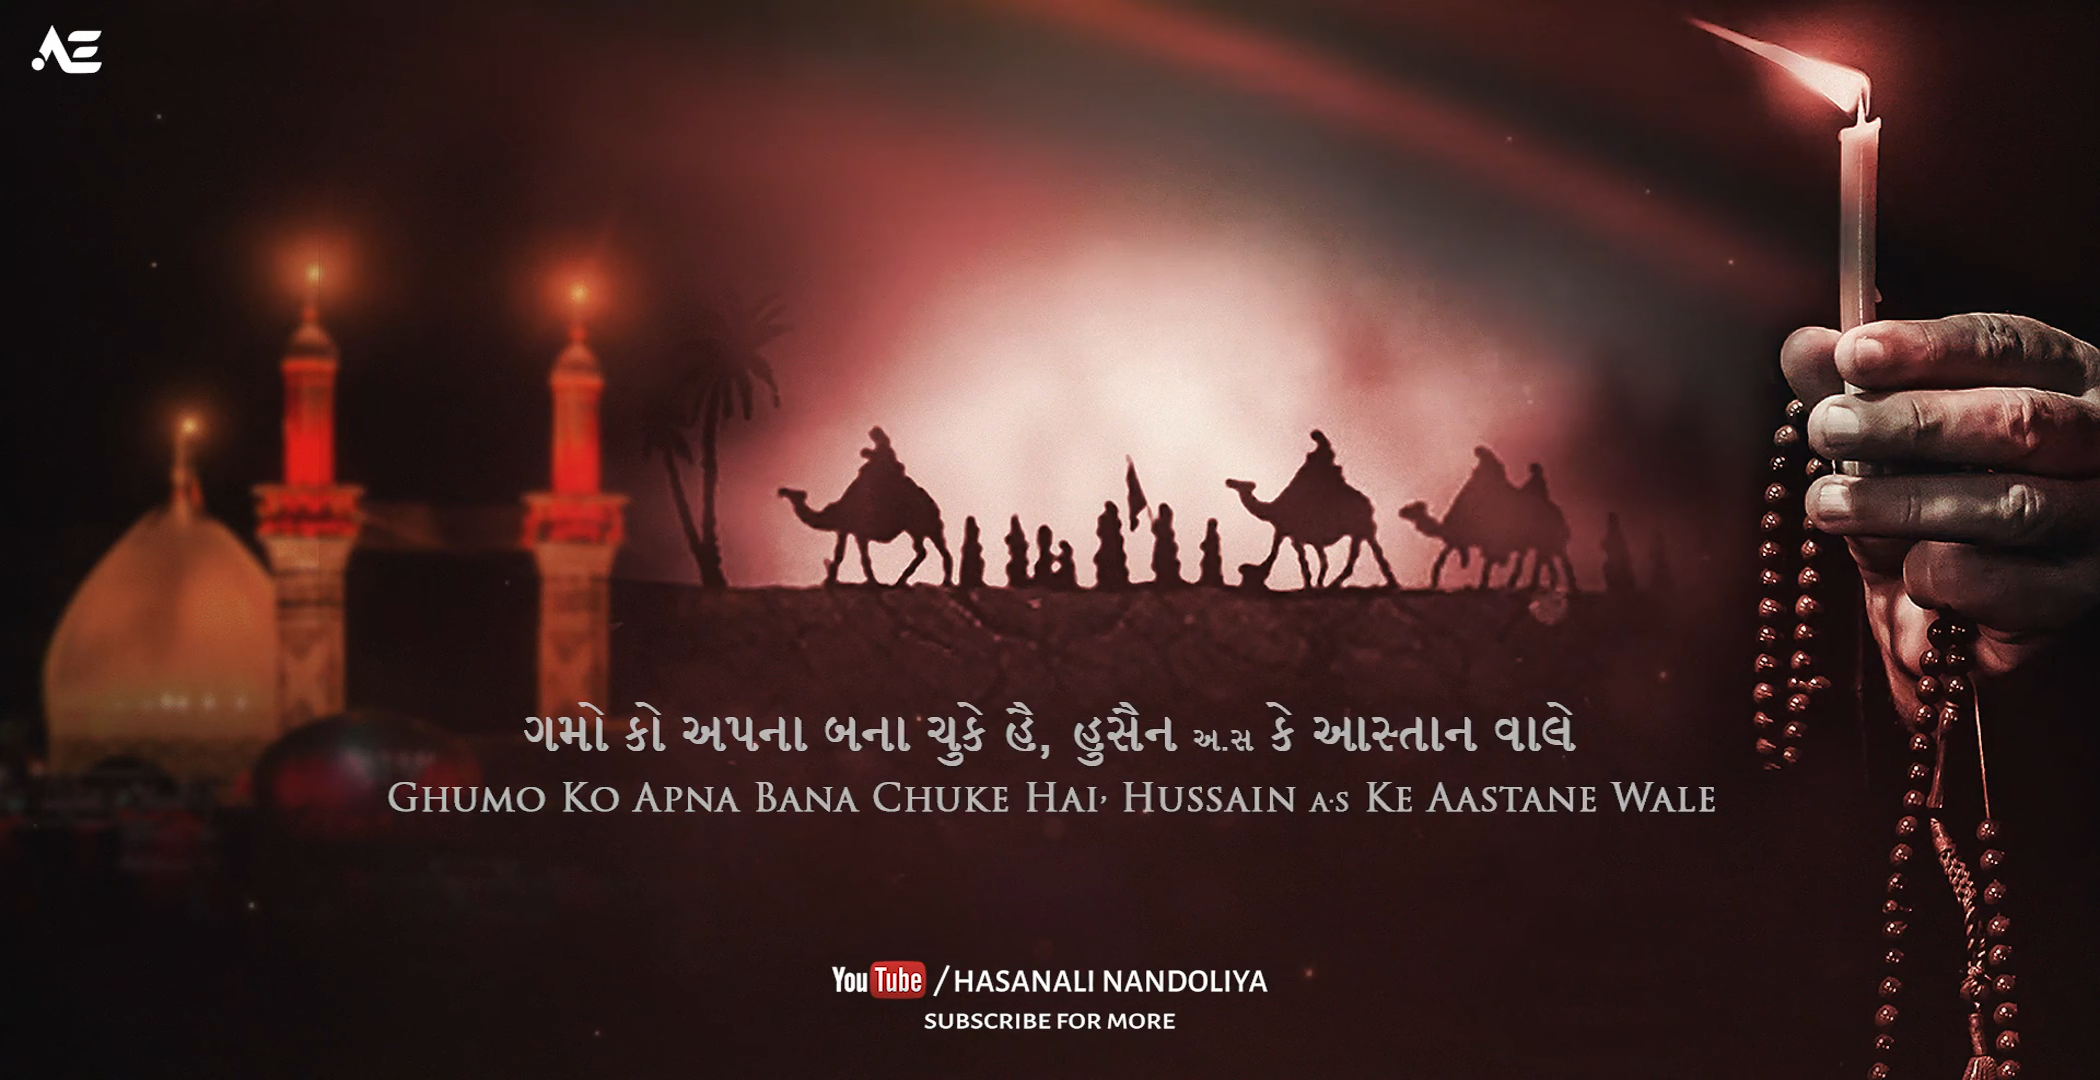 AE
ગમો કો અપના બના ચુકે હૈ, હુસૈન અ.સ કે આસ્તાન વાલે
Ghumo Ko Apna Bana Chuke Hai, Hussain A.S Ke Aastane Wale
YouTube /HASANALI NANDOLIYA
SUBSCRIBE FOR MORE